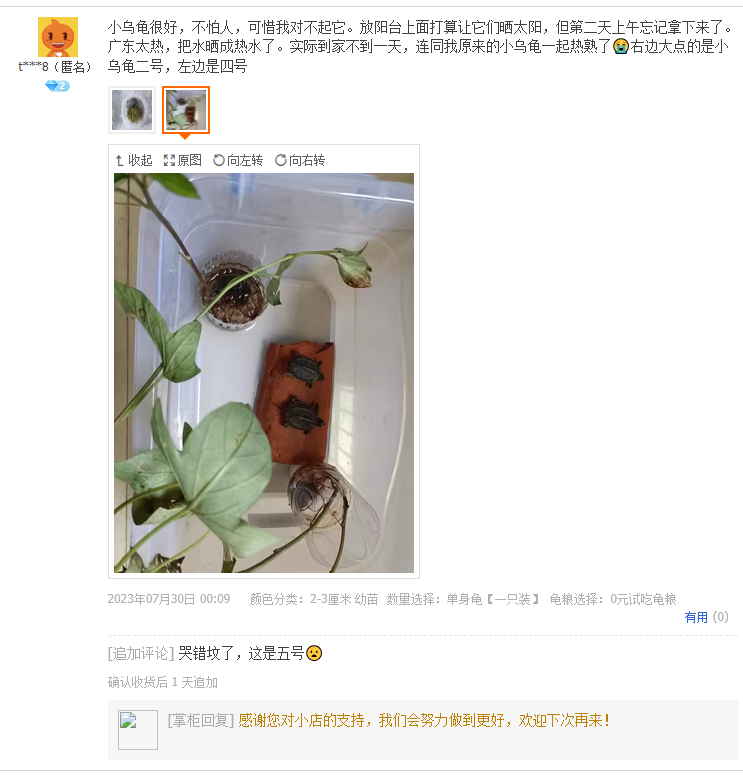 小乌龟很好，不怕人，可惜我对不起它。放阳台上面打算让它们晒太阳，但第二天上午忘记拿下来了。
t***8（匿名）
广东太热，把水晒成热水了。实际到家不到一天，连同我原来的小乌龟一起热熟了😭右边大点的是小
乌龟二号，左边是四号
2
收起 原图 向左转 向右转
2023年07月30日 00:09 颜色分类：2-3厘米 幼苗 数量选择：单身龟【一只装】 龟粮选择：0元试吃龟粮
有用 (0)
[追加评论] 哭错坟了，这是五号😦
确认收货后 1 天追加
[掌柜回复] 感谢您对小店的支持，我们会努力做到更好，欢迎下次再来！